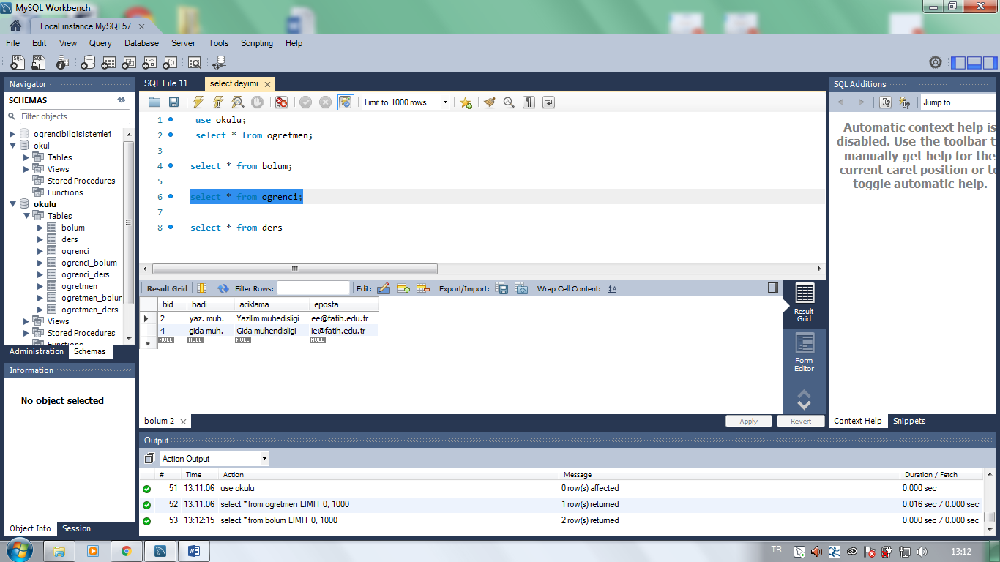 MySQL Workbench
Local instance MySQL57
File Edit View Query Database Server Tools Scripting Help
Navigator
SCHEMAS
Filter objects
ogrencibilgisistemleri
okul
Tables
Views
Stored Procedures
Functions
okulu
Tables
bolum
ders
ogrenci
ogrenci_bolum
ogrenci_ders
ogretmen
ogretmen_bolun
ogretmen_ders
Views
Stored Procedures
Functions
Administration Schemas
Information
No object selected
Object Info Session
SQL File 11 select deyimi
Limit to 1000 rows
1 use okulu;
2 select * from ogretmen;
3
4 select * from bolum;
5
6 select * from ogrenci;
7
8 select * from ders
Result Grid Filter Rows: Edit: Export/Import: Wrap Cell Content: IA
bid badi aciklama eposta
2 yaz. muh. Yazilim muhedisligi ee@fatih.edu.tr
4 gida muh. Gida muhendisligi ie@fatih.edu.tr
NULL NULL NULL NULL
Result Grid
Form Editor
bolum 2
Apply Revert
SQL Additions
Jump to
Automatic context help is
disabled. Use the toolbar t
manually get help for the
current caret position or to
toggle automatic help.
Context Help Snippets
Output
Action Output
# Time Action Message Duration / Fetch
51 13:11:06 use okulu 0 row(s) affected 0.000 sec
52 13:11:06 select * from ogretmen LIMIT 0, 1000 1 row(s) returned 0.016 sec / 0.000 sec
53 13:12:15 select * from bolum LIMIT 0, 1000 2 row(s) returned 0.000 sec / 0.000 sec
TR 13:12